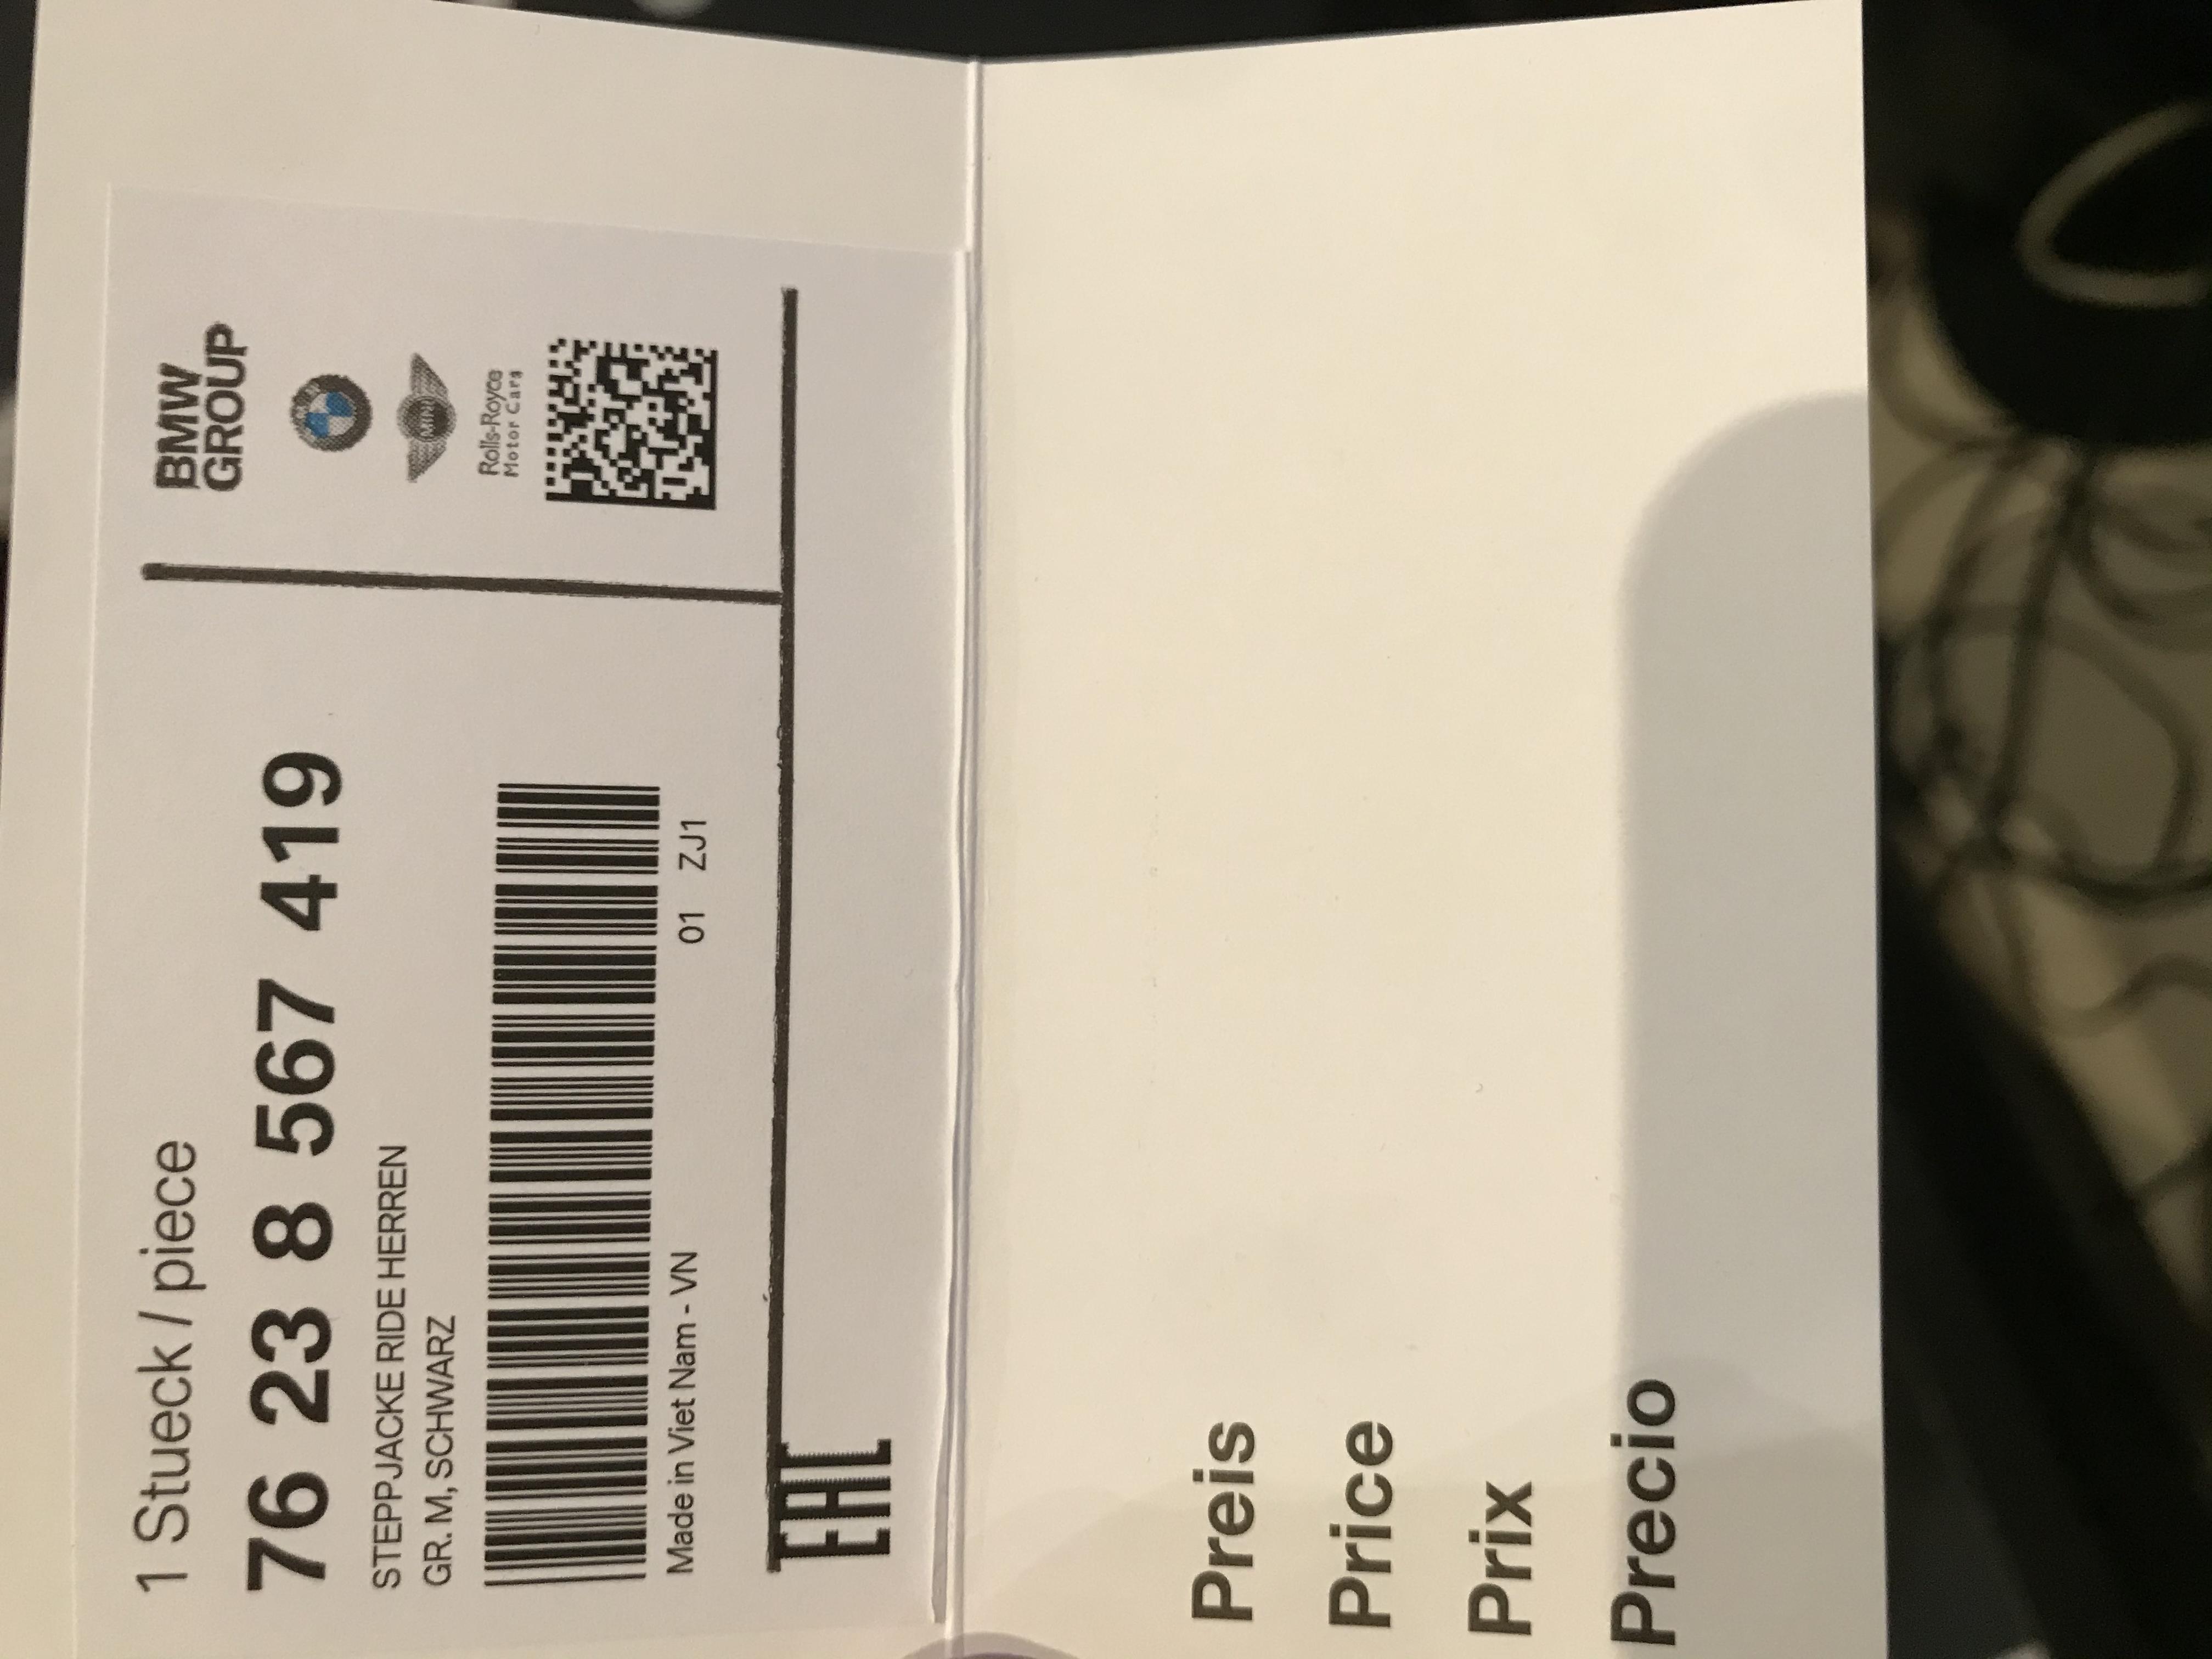 1 Stueck / piece
76 23 8 567 419
STEPPJACKE RIDE HERREN
GR. M, SCHWARZ
Made in Viet Nam - VN
01 ZJ1
BMW
GROUP
MINI
Rolls-Royce
Motor Cars
EAC
Preis
Price
Prix
Precio